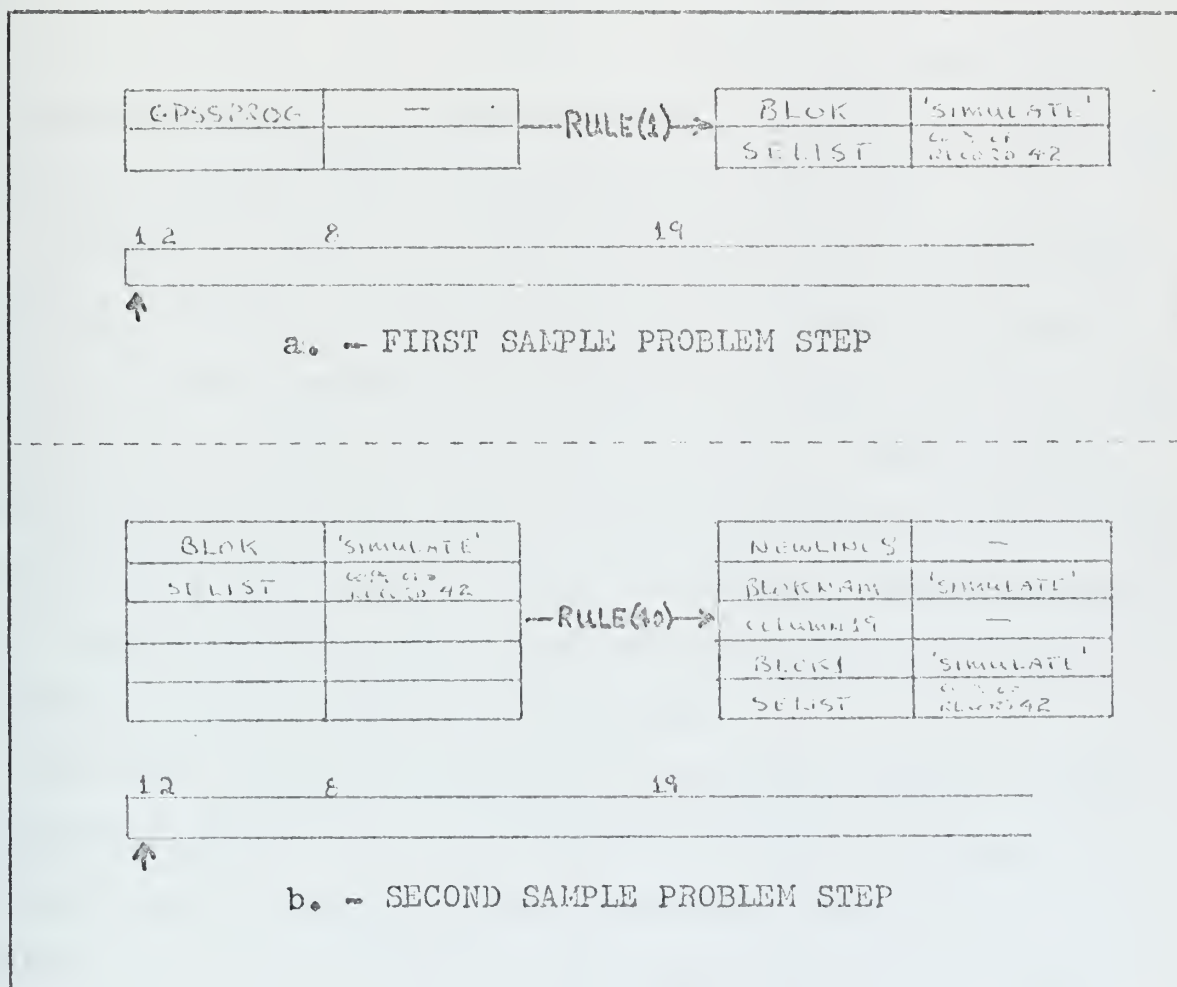 GPSSPROG —
RULE(1)
BLOK 'SIMULATE'
SELIST RECORD 42
1 2 8 19
a. - FIRST SAMPLE PROBLEM STEP
BLOK 'SIMULATE'
SELIST RECORD 42
RULE(10)
NEWLINE8 —
BLOKNAM 'SIMULATE'
COLUMN19 —
BLOK1 'SIMULATE'
SELIST RECORD 42
1 2 8 19
b. - SECOND SAMPLE PROBLEM STEP